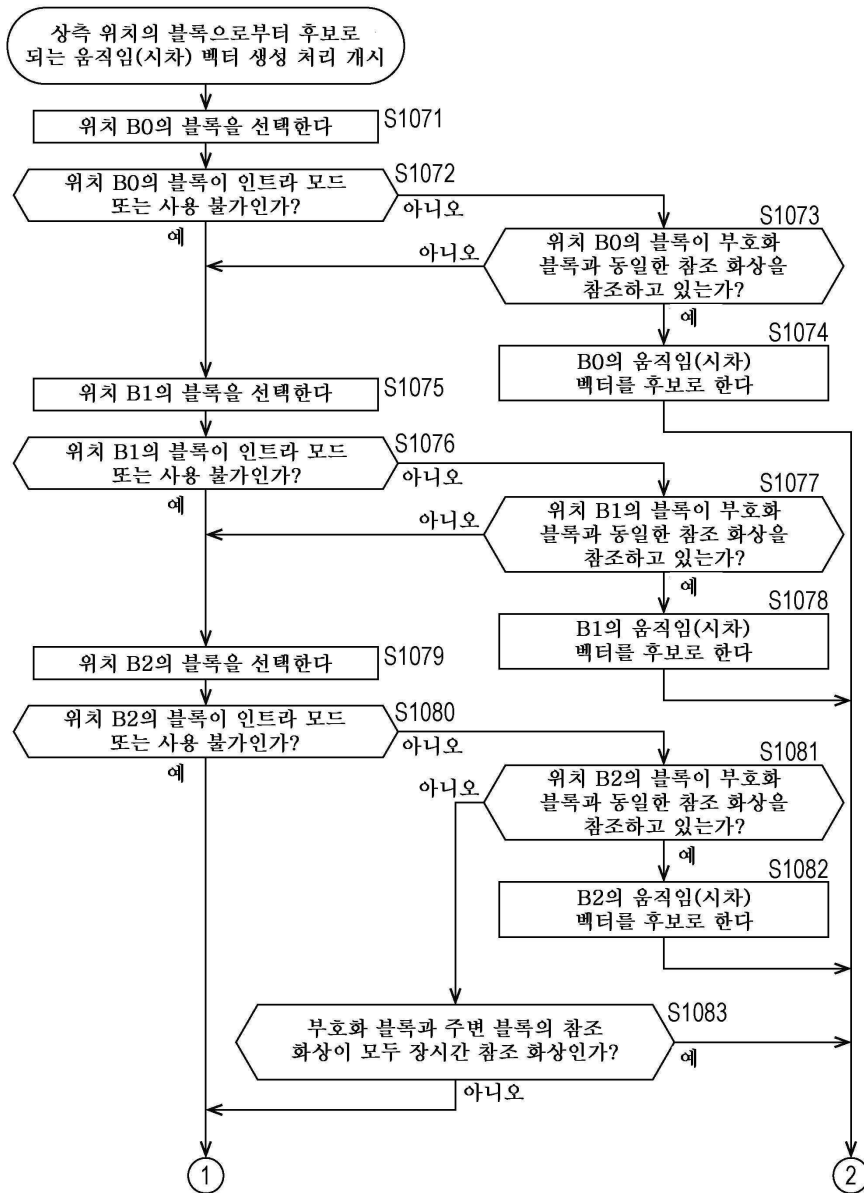 상측 위치의 블록으로부터 후보로
되는 움직임(시차) 벡터 생성 처리 개시
S1071
위치 B0의 블록을 선택한다
S1072
위치 B0의 블록이 인트라 모드
또는 사용 불가인가?
아니오
예
S1073
아니오
위치 B0의 블록이 부호화
블록과 동일한 참조 화상을
참조하고 있는가?
예
S1074
B0의 움직임(시차)
벡터를 후보로 한다
S1075
위치 B1의 블록을 선택한다
S1076
위치 B1의 블록이 인트라 모드
또는 사용 불가인가?
아니오
예
S1077
아니오
위치 B1의 블록이 부호화
블록과 동일한 참조 화상을
참조하고 있는가?
예
S1078
B1의 움직임(시차)
벡터를 후보로 한다
S1079
위치 B2의 블록을 선택한다
S1080
위치 B2의 블록이 인트라 모드
또는 사용 불가인가?
아니오
예
S1081
아니오
위치 B2의 블록이 부호화
블록과 동일한 참조 화상을
참조하고 있는가?
예
S1082
B2의 움직임(시차)
벡터를 후보로 한다
S1083
부호화 블록과 주변 블록의 참조
화상이 모두 장시간 참조 화상인가?
예
아니오
1
2